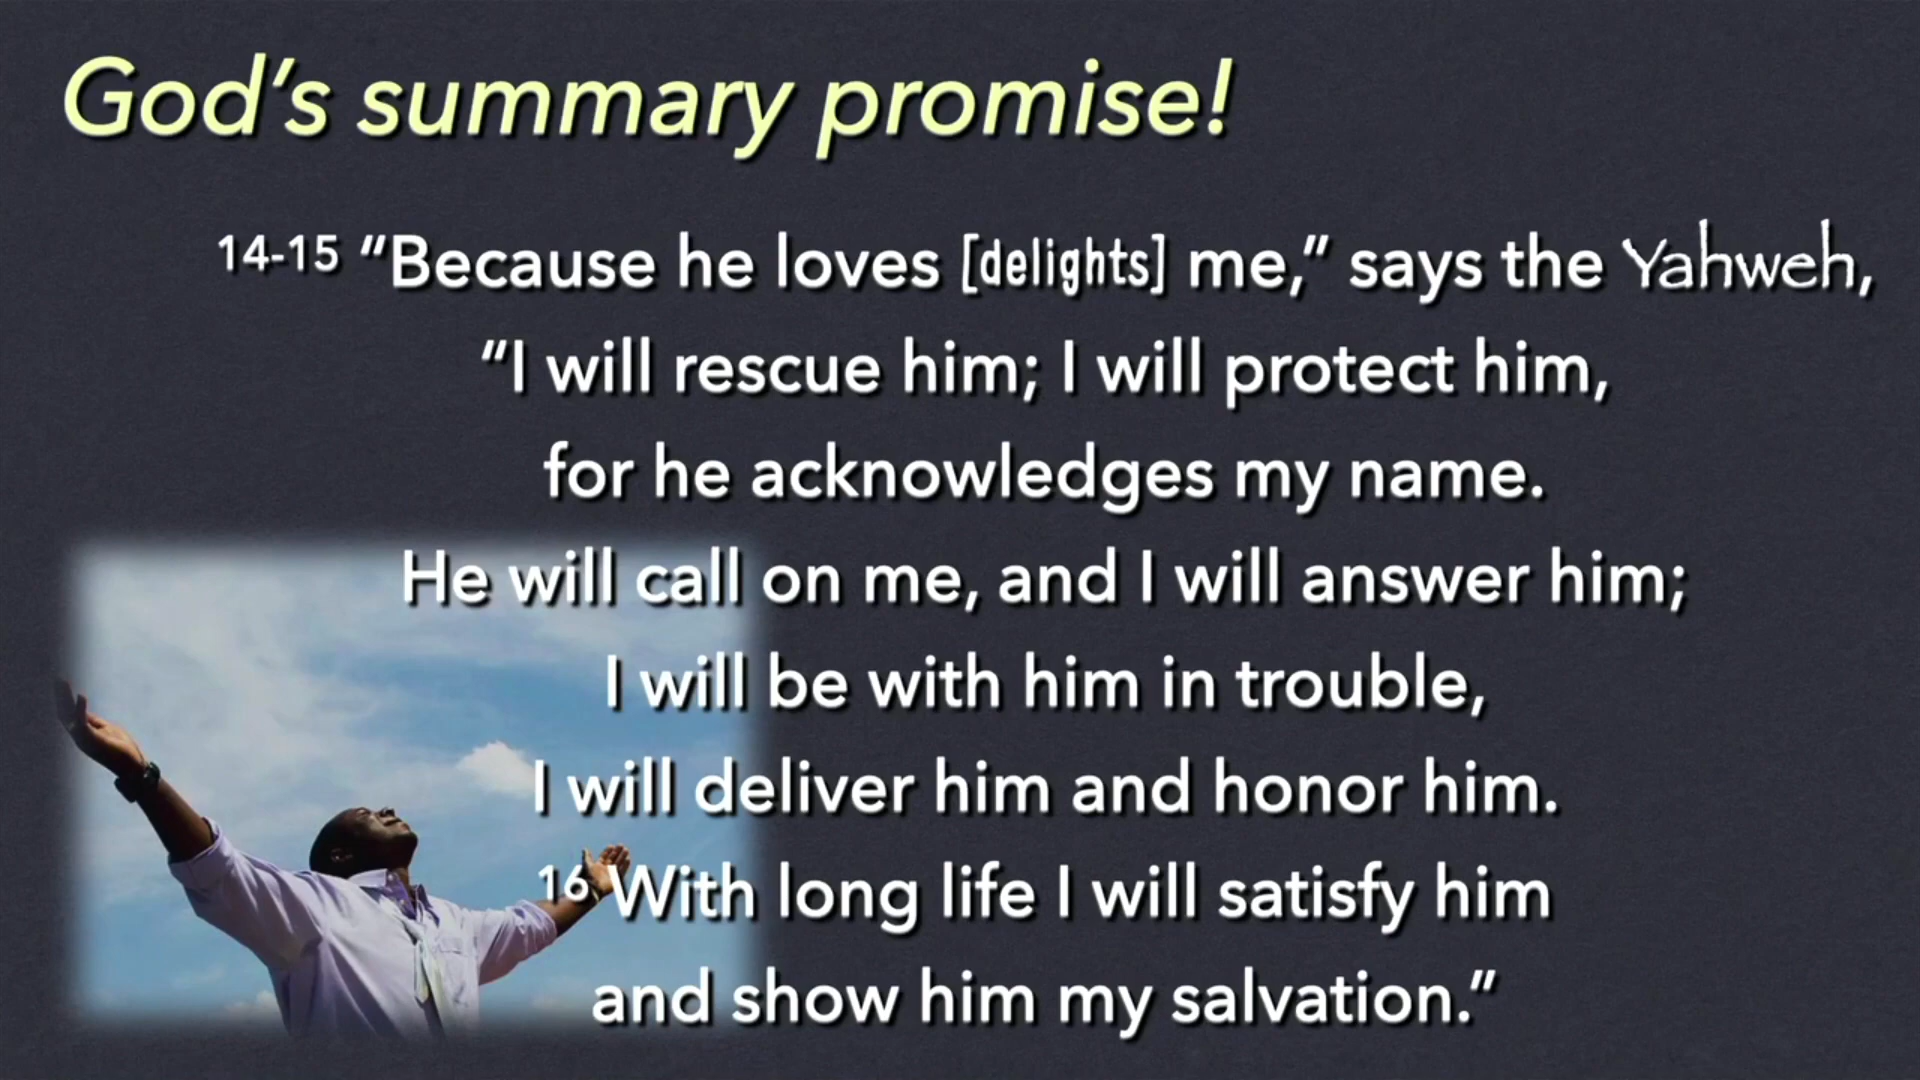 God’s summary promise!
14-15 “Because he loves [delights] me,” says the Yahweh,
“I will rescue him; I will protect him,
for he acknowledges my name.
He will call on me, and I will answer him;
I will be with him in trouble,
I will deliver him and honor him.
16 With long life I will satisfy him
and show him my salvation.”